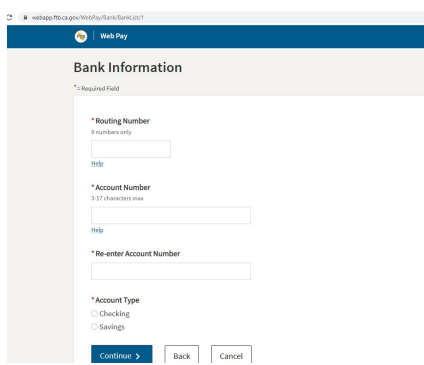 webapp.ftb.ca.gov/WebPay/Bank/BankList/1
Web Pay
Bank Information
*= Required Field
*Routing Number
9 numbers only
Help
*Account Number
3-17 characters max
Help
*Re-enter Account Number
*Account Type
Checking
Savings
Continue >
Back
Cancel